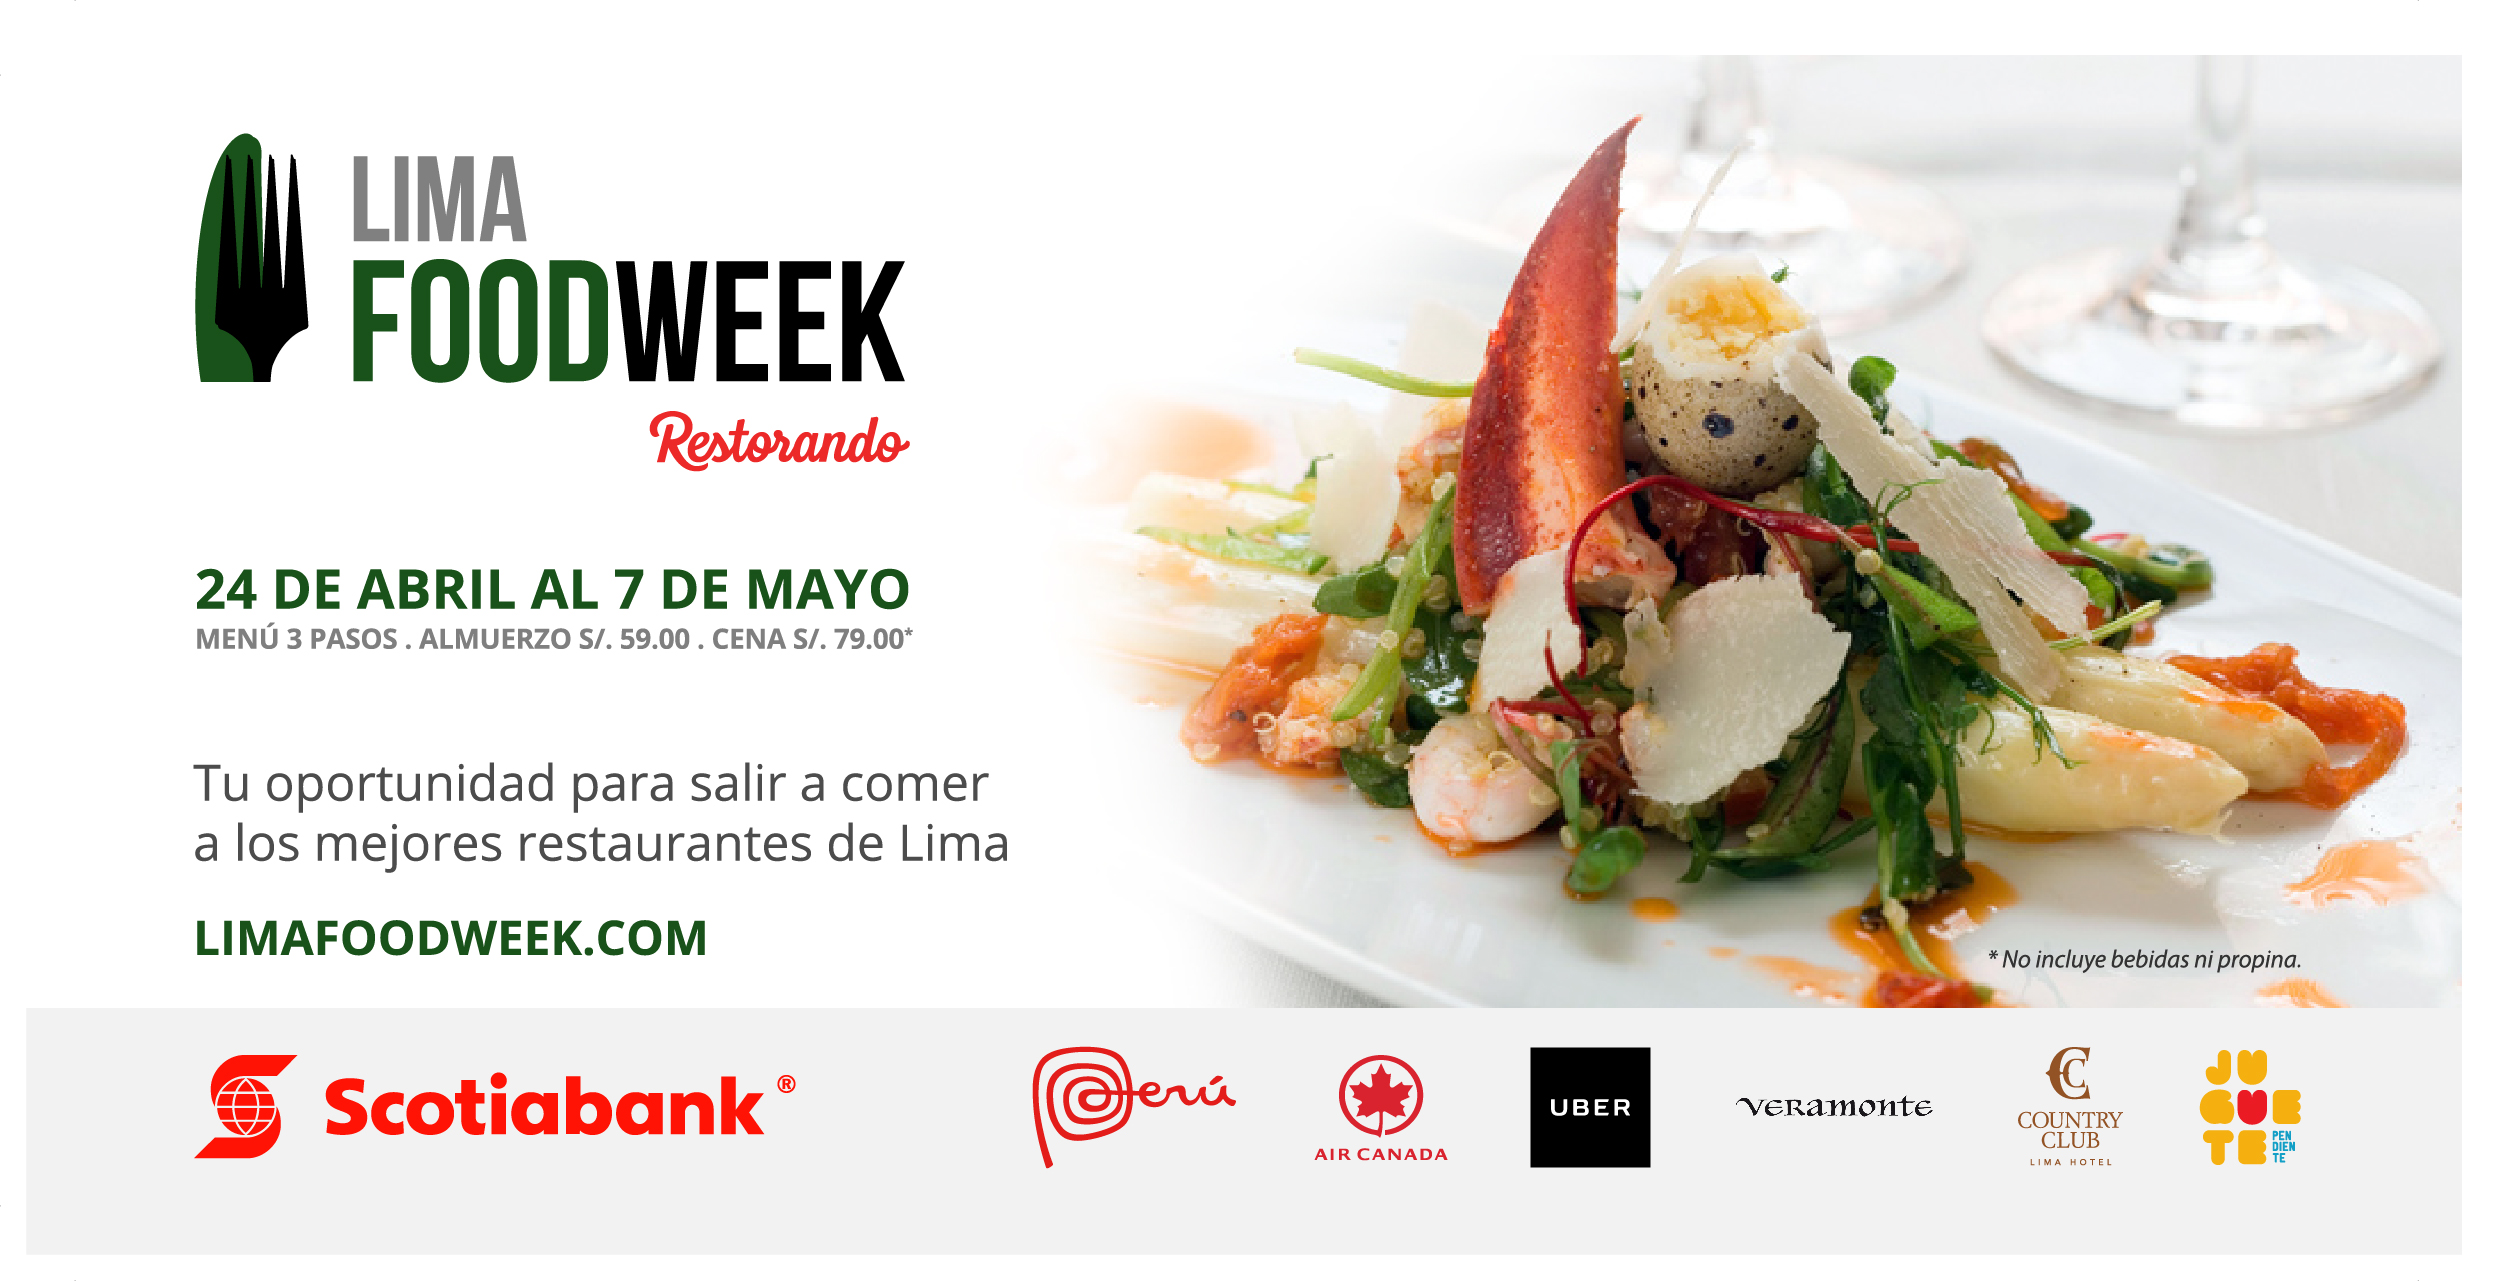 LIMA
FOODWEEK
Restorando
24 DE ABRIL AL 7 DE MAYO
MENÚ 3 PASOS . ALMUERZO S/. 59.00 . CENA S/. 79.00*
Tu oportunidad para salir a comer
a los mejores restaurantes de Lima
LIMAFOODWEEK.COM
* No incluye bebidas ni propina.
Scotiabank ®
Perú
AIR CANADA
UBER
VERAMONTE
CC
COUNTRY
CLUB
LIMA HOTEL
JU
GUE
TE
PEN
DIEN
TE